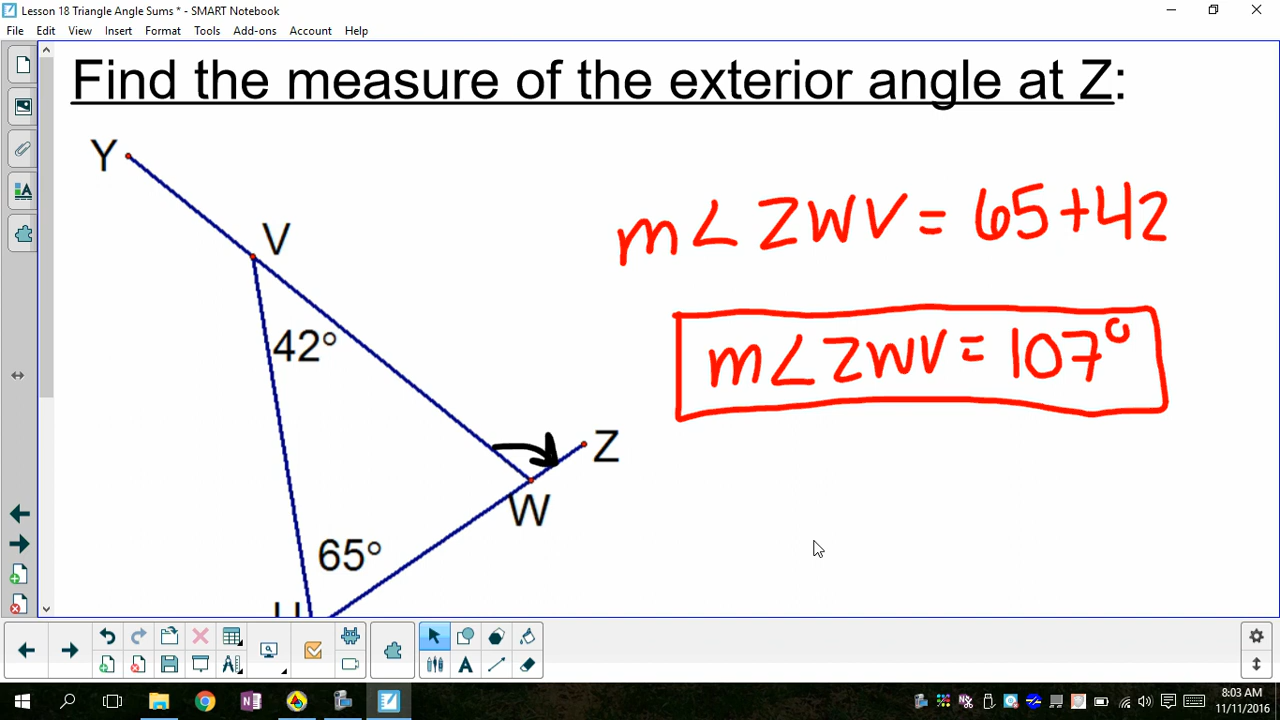 Lesson 18 Triangle Angle Sums * - SMART Notebook
File Edit View Insert Format Tools Add-ons Account Help
Find the measure of the exterior angle at Z:
Y
V
m∠ ZWV = 65+42
42°
m∠ ZWV = 107°
Z
W
65°
A
8:03 AM
11/11/2016